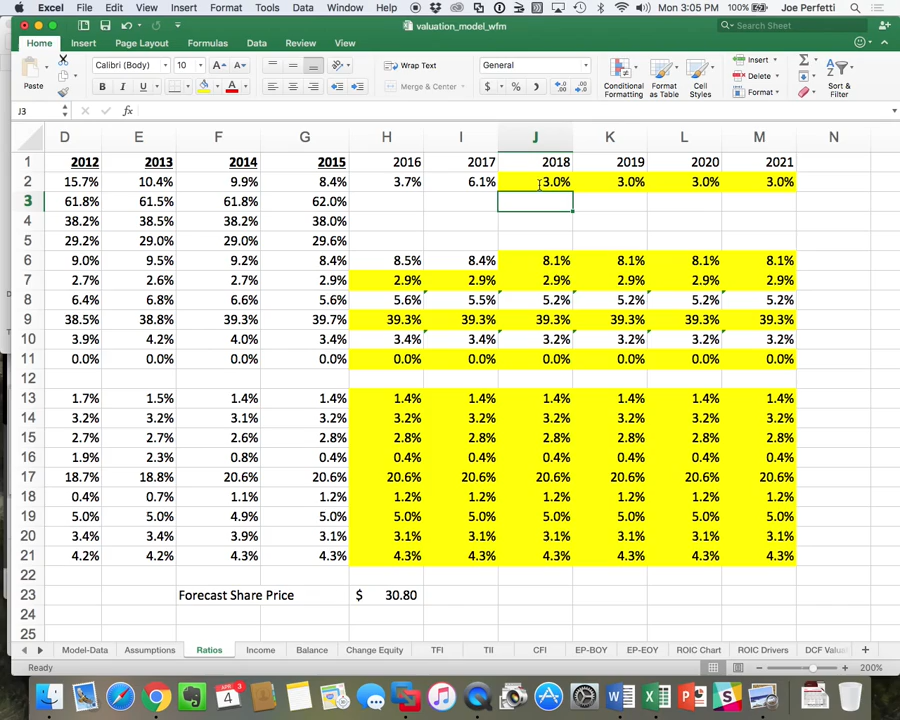 Excel File Edit View Insert Format Tools Data Window Help 100% Mon 3:05 PM Joe Perfetti
valuation_model_wfm
Search Sheet
Home Insert Page Layout Formulas Data Review View
Paste Calibri (Body) 10 A A Wrap Text General Conditional Formatting Format as Table Cell Styles Insert Sort & Filter
Delete
B I U A Merge & Center $ % Format
J3 fx
D E F G H I J K L M N
1 2012 2013 2014 2015 2016 2017 2018 2019 2020 2021
2 15.7% 10.4% 9.9% 8.4% 3.7% 6.1% 3.0% 3.0% 3.0% 3.0%
3 61.8% 61.5% 61.8% 62.0%
4 38.2% 38.5% 38.2% 38.0%
5 29.2% 29.0% 29.0% 29.6%
6 9.0% 9.5% 9.2% 8.4% 8.5% 8.4% 8.1% 8.1% 8.1% 8.1%
7 2.7% 2.6% 2.7% 2.9% 2.9% 2.9% 2.9% 2.9% 2.9% 2.9%
8 6.4% 6.8% 6.6% 5.6% 5.6% 5.5% 5.2% 5.2% 5.2% 5.2%
9 38.5% 38.8% 39.3% 39.7% 39.3% 39.3% 39.3% 39.3% 39.3% 39.3%
10 3.9% 4.2% 4.0% 3.4% 3.4% 3.4% 3.2% 3.2% 3.2% 3.2%
11 0.0% 0.0% 0.0% 0.0% 0.0% 0.0% 0.0% 0.0% 0.0% 0.0%
12
13 1.7% 1.5% 1.4% 1.4% 1.4% 1.4% 1.4% 1.4% 1.4% 1.4%
14 3.2% 3.2% 3.1% 3.2% 3.2% 3.2% 3.2% 3.2% 3.2% 3.2%
15 2.7% 2.7% 2.6% 2.8% 2.8% 2.8% 2.8% 2.8% 2.8% 2.8%
16 1.9% 2.3% 0.8% 0.4% 0.4% 0.4% 0.4% 0.4% 0.4% 0.4%
17 18.7% 18.8% 20.6% 20.6% 20.6% 20.6% 20.6% 20.6% 20.6% 20.6%
18 0.4% 0.7% 1.1% 1.2% 1.2% 1.2% 1.2% 1.2% 1.2% 1.2%
19 5.0% 5.0% 4.9% 5.0% 5.0% 5.0% 5.0% 5.0% 5.0% 5.0%
20 3.4% 3.4% 3.9% 3.1% 3.1% 3.1% 3.1% 3.1% 3.1% 3.1%
21 4.2% 4.2% 4.3% 4.3% 4.3% 4.3% 4.3% 4.3% 4.3% 4.3%
22
23 Forecast Share Price $ 30.80
24
25
Model-Data Assumptions Ratios Income Balance Change Equity TFI TII CFI EP-BOY EP-EOY ROIC Chart ROIC Drivers DCF Valua +
Ready 200%